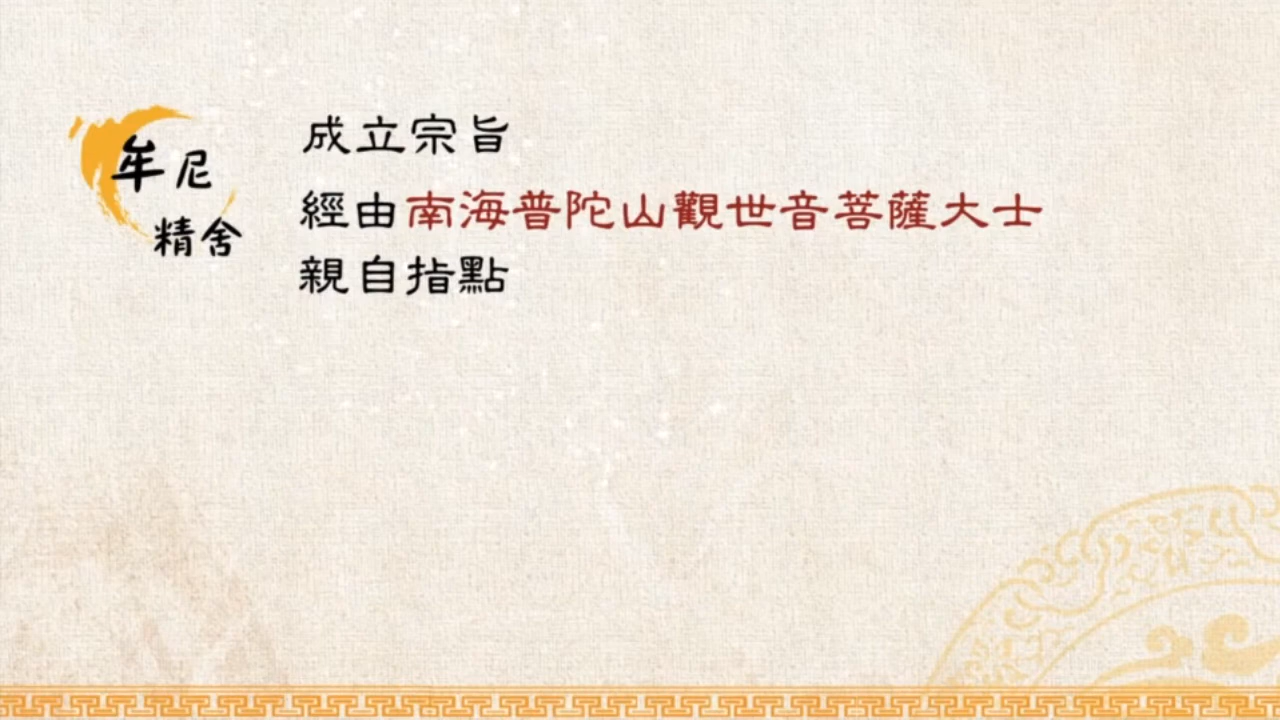 牟尼
精舍
成立宗旨
經由南海普陀山觀世音菩薩大士
親自指點